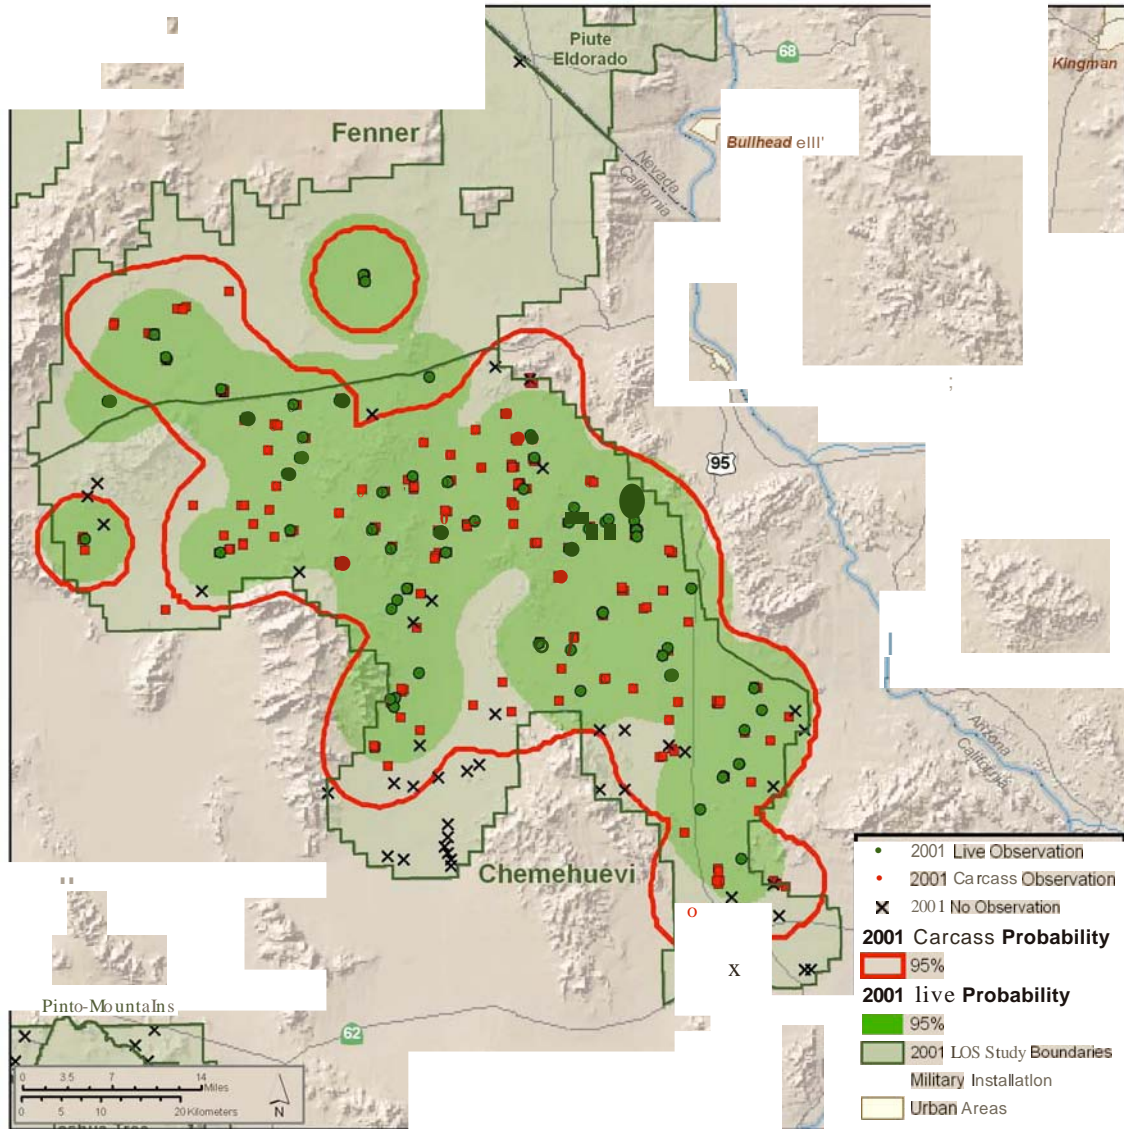 Piute
Eldorado
68
Kingman
Fenner
Bullhead elll'
Nevada
California
;
95
Arizona
California
Chemehuevi
o
x
Pinto-MountaIns
62
0 3.5 7 14
Miles
0 5 10 20 Kilometers
N
2001 Live Observation
2001 Carcass Observation
2001 No Observation
2001 Carcass Probability
95%
2001 live Probability
95%
2001 LOS Study Boundaries
Military InstallatIon
Urban Areas